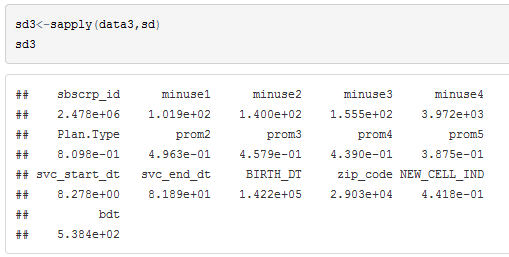 sd3<-sapply(data3,sd)
sd3
## sbscrp_id minuse1 minuse2 minuse3 minuse4
## 2.478e+06 1.019e+02 1.400e+02 1.555e+02 3.972e+03
## Plan.Type prom2 prom3 prom4 prom5
## 8.098e-01 4.963e-01 4.579e-01 4.390e-01 3.875e-01
## svc_start_dt svc_end_dt BIRTH_DT zip_code NEW_CELL_IND
## 8.278e+00 8.189e+01 1.422e+05 2.903e+04 4.418e-01
## bdt
## 5.384e+02